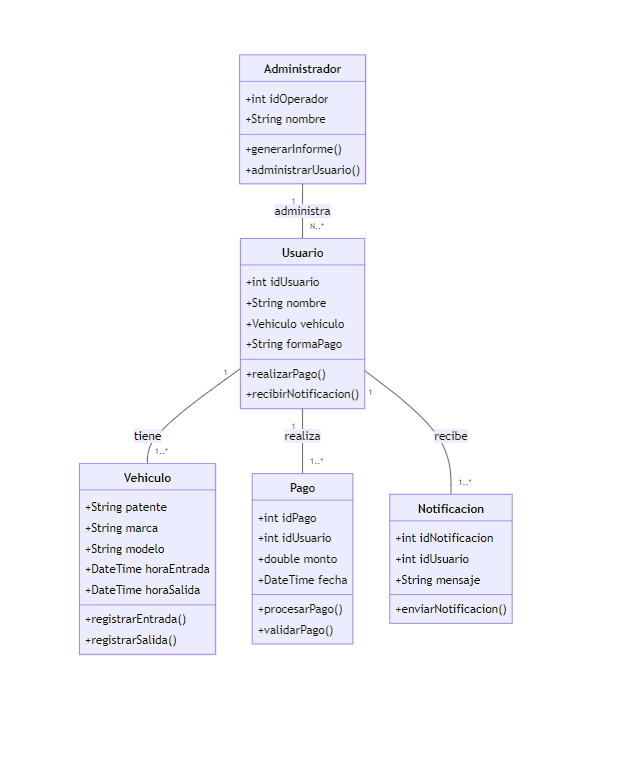 Administrador
+int idOperador
+String nombre
+generarInforme()
+administrarUsuario()
1
administra
N..*
Usuario
+int idUsuario
+String nombre
+Vehiculo vehiculo
+String formaPago
+realizarPago()
+recibirNotificacion()
1
1
1
tiene
realiza
recibe
1..*
1..*
1..*
Vehiculo
+String patente
+String marca
+String modelo
+DateTime horaEntrada
+DateTime horaSalida
+registrarEntrada()
+registrarSalida()
Pago
+int idPago
+int idUsuario
+double monto
+DateTime fecha
+procesarPago()
+validarPago()
Notificacion
+int idNotificacion
+int idUsuario
+String mensaje
+enviarNotificacion()